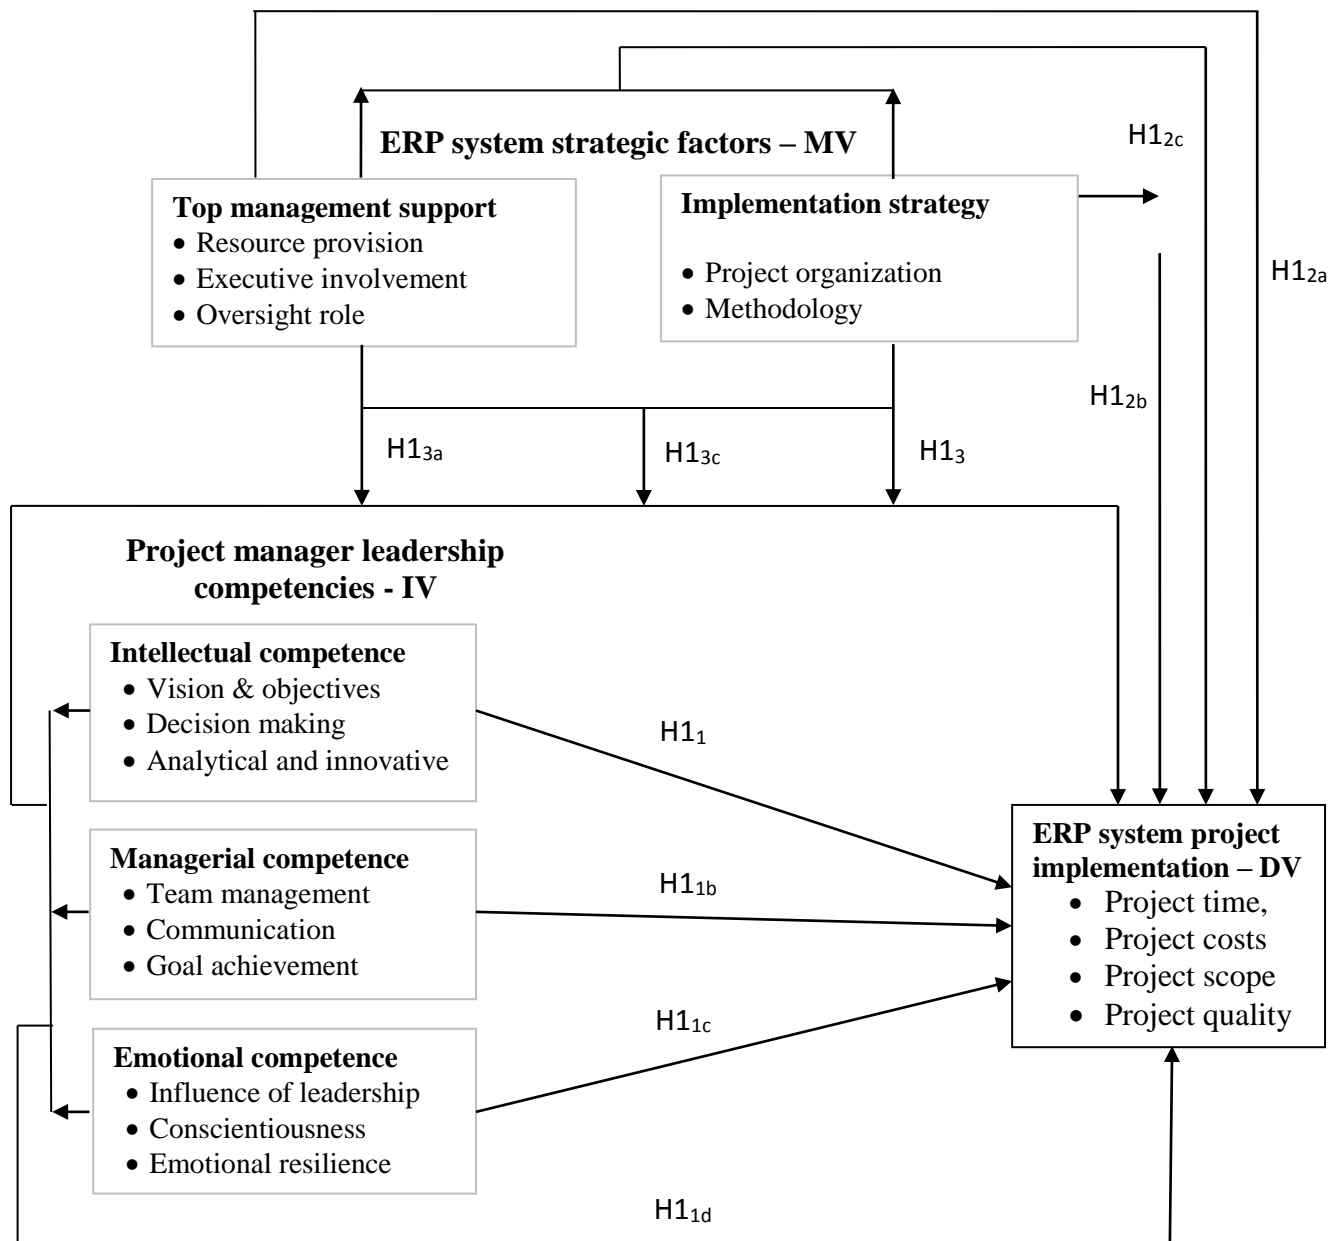 ERP system strategic factors – MV
H1₂c
Top management support
• Resource provision
• Executive involvement
• Oversight role
Implementation strategy
• Project organization
• Methodology
H1₂a
H1₂b
H1₃a
H1₃c
H1₃
Project manager leadership
competencies - IV
Intellectual competence
• Vision & objectives
• Decision making
• Analytical and innovative
H1₁
Managerial competence
• Team management
• Communication
• Goal achievement
H1₁b
ERP system project
implementation – DV
• Project time,
• Project costs
• Project scope
• Project quality
H1₁c
Emotional competence
• Influence of leadership
• Conscientiousness
• Emotional resilience
H1₁d